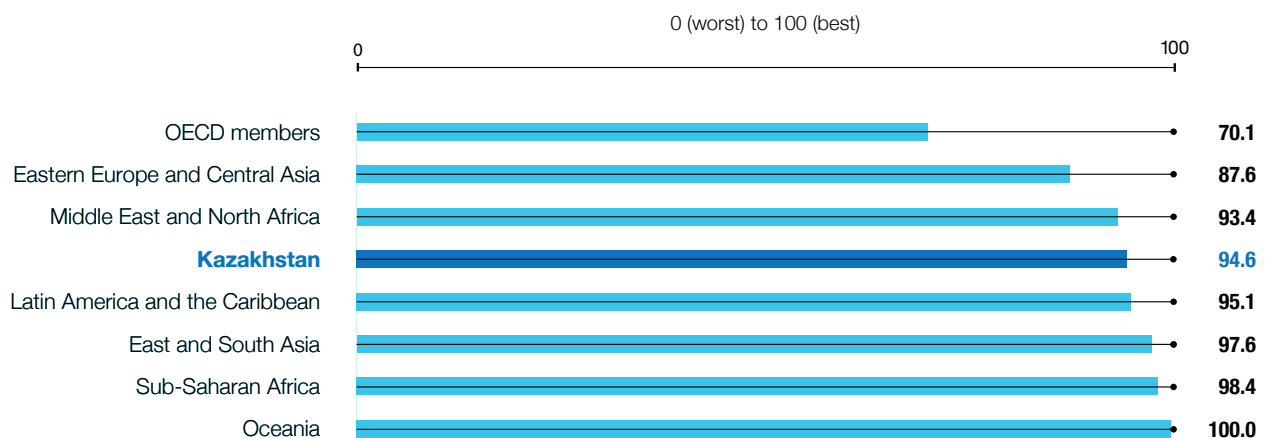 0 (worst) to 100 (best)
0 100
OECD members 70.1
Eastern Europe and Central Asia 87.6
Middle East and North Africa 93.4
Kazakhstan 94.6
Latin America and the Caribbean 95.1
East and South Asia 97.6
Sub-Saharan Africa 98.4
Oceania 100.0